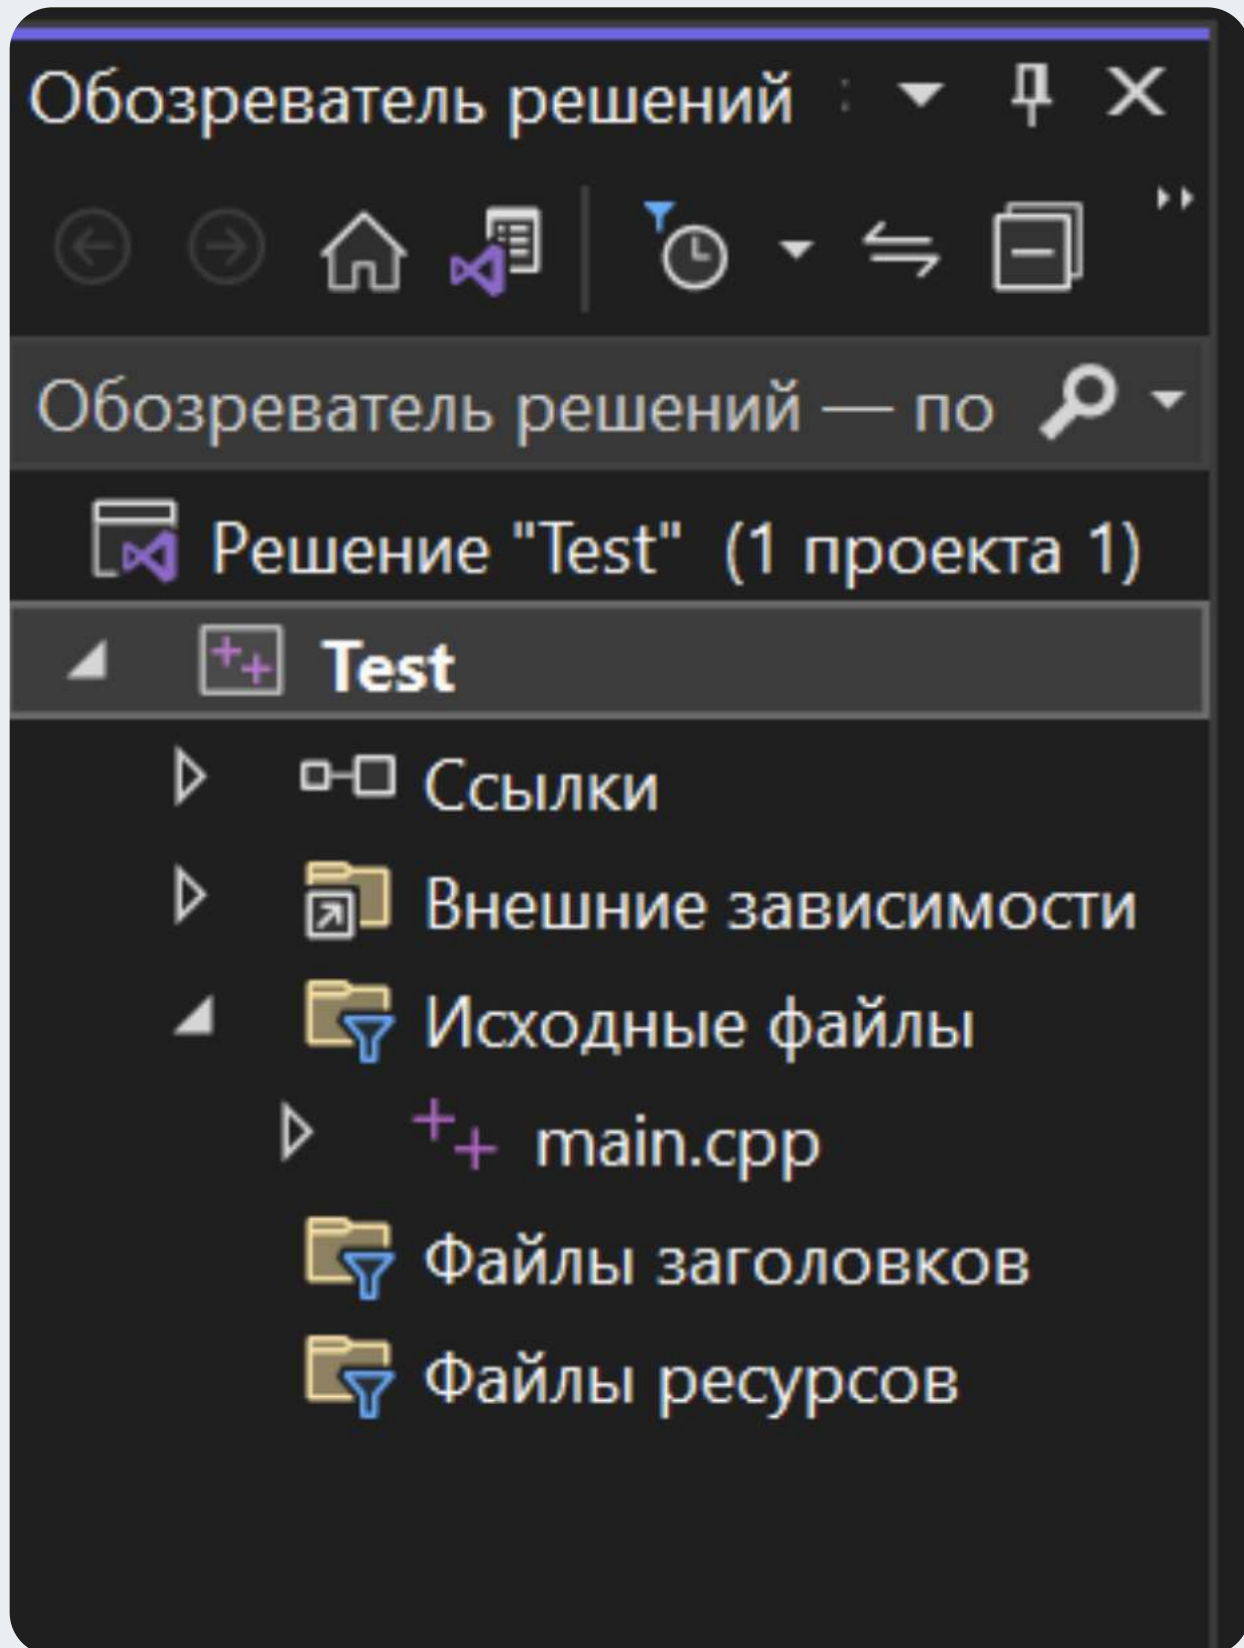 Обозреватель решений
Обозреватель решений — по
Решение "Test" (1 проекта 1)
Test
Ссылки
Внешние зависимости
Исходные файлы
main.cpp
Файлы заголовков
Файлы ресурсов